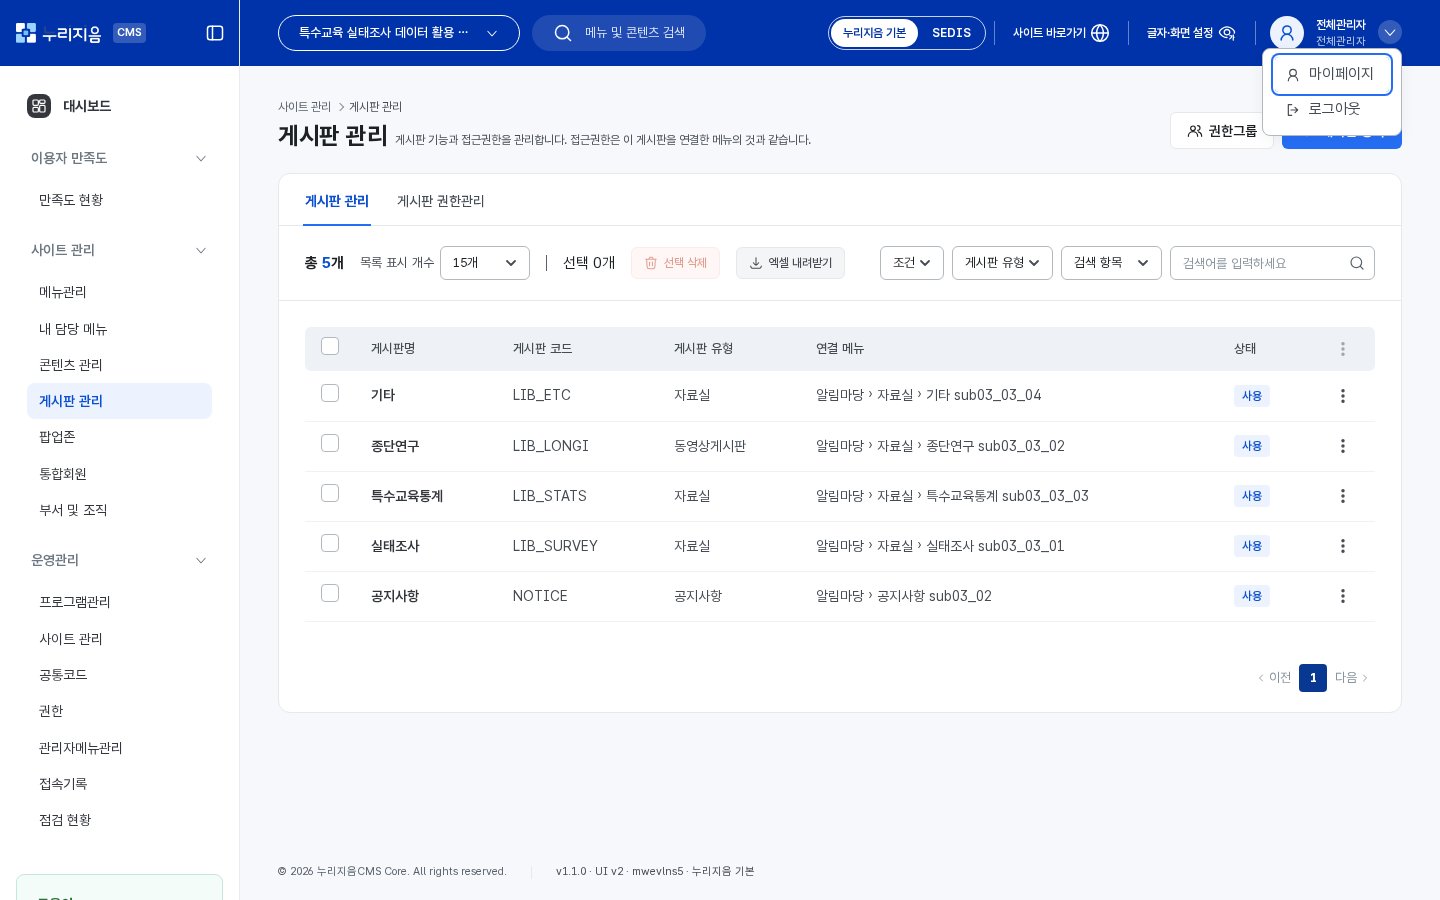 누리지음 CMS
특수교육 실태조사 데이터 활용 ···
메뉴 및 콘텐츠 검색
누리지음 기본 SEDIS
사이트 바로가기
글자·화면 설정
전체관리자
전체관리자
마이페이지
로그아웃
대시보드
이용자 만족도
만족도 현황
사이트 관리
메뉴관리
내 담당 메뉴
콘텐츠 관리
게시판 관리
팝업존
통합회원
부서 및 조직
운영관리
프로그램관리
사이트 관리
공통코드
권한
관리자메뉴관리
접속기록
점검 현황
사이트 관리 > 게시판 관리
게시판 관리 게시판 기능과 접근권한을 관리합니다. 접근권한은 이 게시판을 연결한 메뉴의 것과 같습니다.
권한그룹
게시판 관리 게시판 권한관리
총 5개 목록 표시 개수 15개 선택 0개 선택 삭제 엑셀 내려받기 조건 게시판 유형 검색 항목 검색어를 입력하세요
게시판명 게시판 코드 게시판 유형 연결 메뉴 상태
기타 LIB_ETC 자료실 알림마당 › 자료실 › 기타 sub03_03_04 사용
종단연구 LIB_LONGI 동영상게시판 알림마당 › 자료실 › 종단연구 sub03_03_02 사용
특수교육통계 LIB_STATS 자료실 알림마당 › 자료실 › 특수교육통계 sub03_03_03 사용
실태조사 LIB_SURVEY 자료실 알림마당 › 자료실 › 실태조사 sub03_03_01 사용
공지사항 NOTICE 공지사항 알림마당 › 공지사항 sub03_02 사용
‹ 이전 1 다음 ›
© 2026 누리지음CMS Core. All rights reserved.
v1.1.0 · UI v2 · mwevlns5 · 누리지음 기본